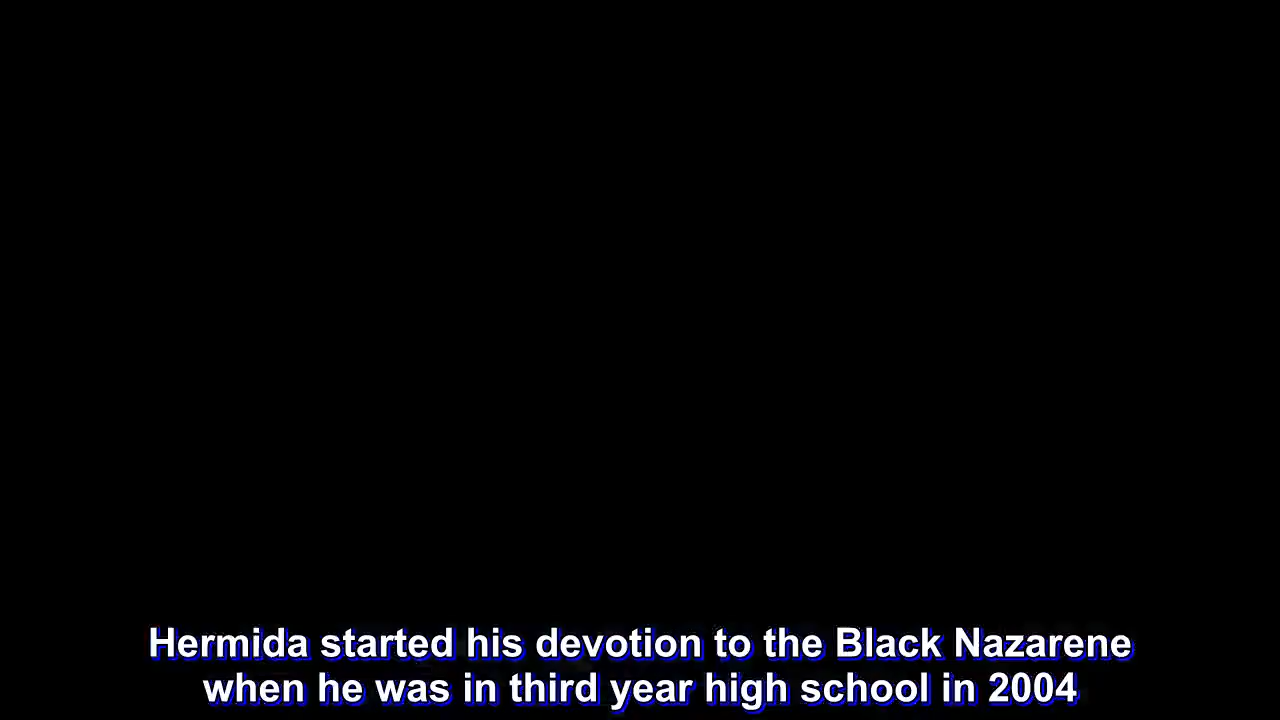 Hermida started his devotion to the Black Nazarene
when he was in third year high school in 2004